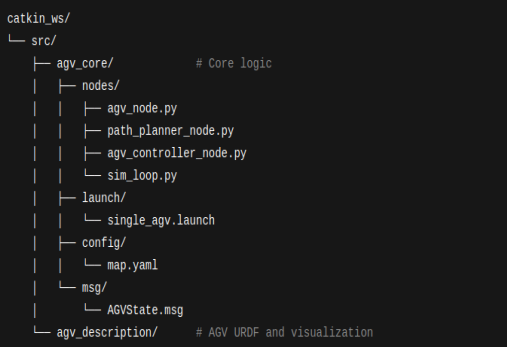 catkin_ws/
└── src/
    ├── agv_core/             # Core logic
    │   ├── nodes/
    │   │   ├── agv_node.py
    │   │   ├── path_planner_node.py
    │   │   ├── agv_controller_node.py
    │   │   └── sim_loop.py
    │   ├── launch/
    │   │   └── single_agv.launch
    │   ├── config/
    │   │   └── map.yaml
    │   └── msg/
    │       └── AGVState.msg
    └── agv_description/      # AGV URDF and visualization